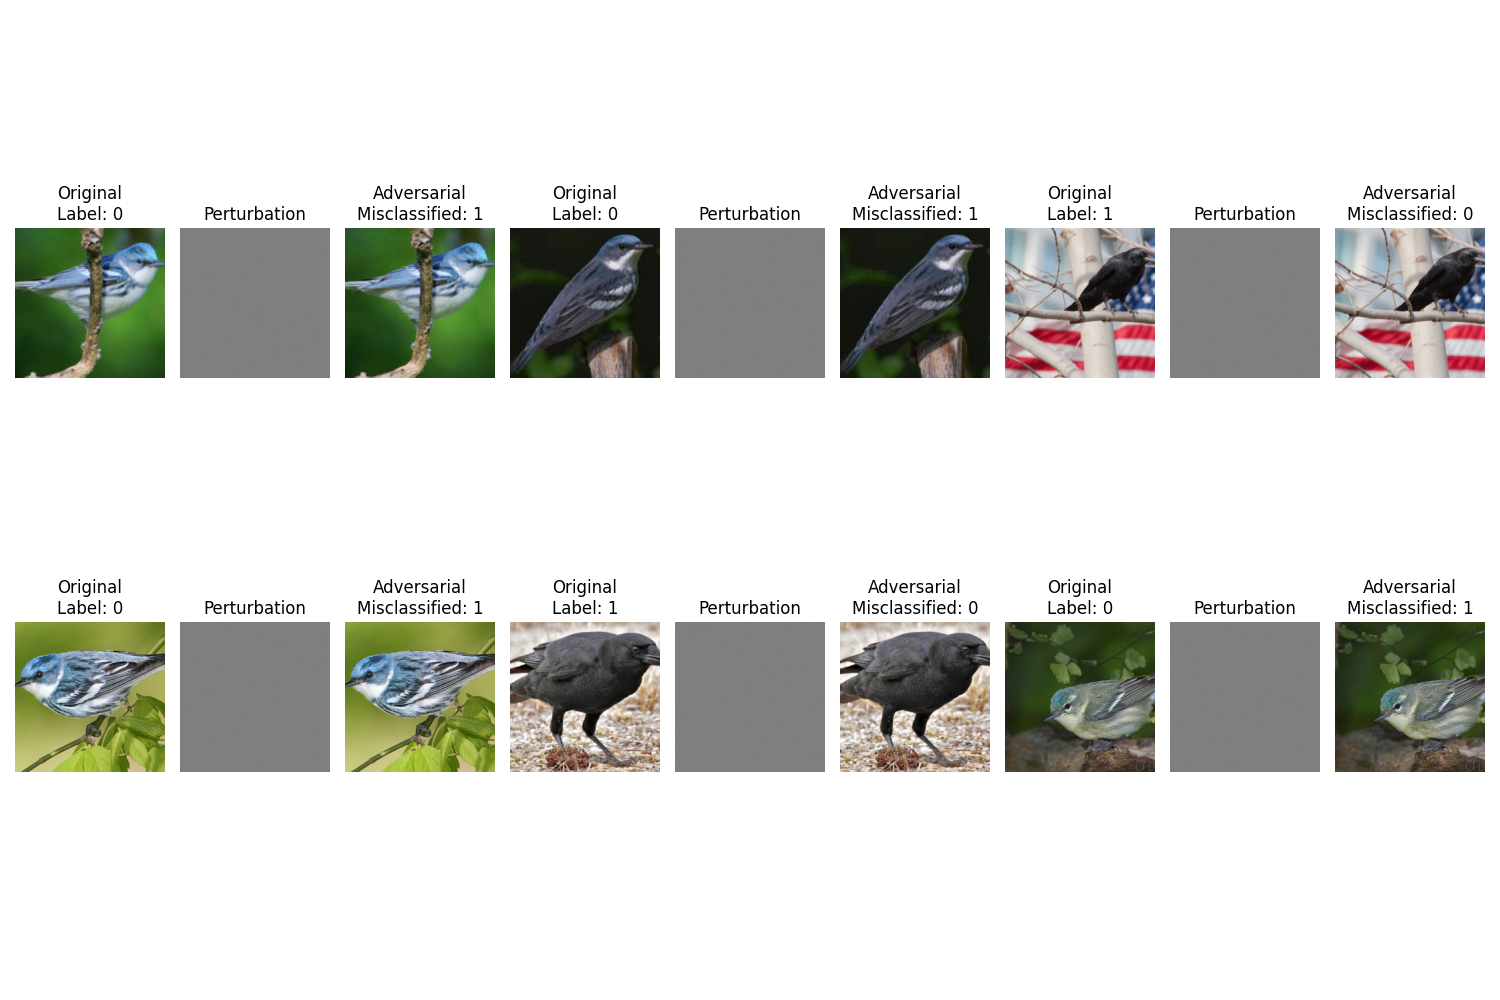 Original
Label: 0
Perturbation
Adversarial
Misclassified: 1
Original
Label: 0
Perturbation
Adversarial
Misclassified: 1
Original
Label: 1
Perturbation
Adversarial
Misclassified: 0
Original
Label: 0
Perturbation
Adversarial
Misclassified: 1
Original
Label: 1
Perturbation
Adversarial
Misclassified: 0
Original
Label: 0
Perturbation
Adversarial
Misclassified: 1